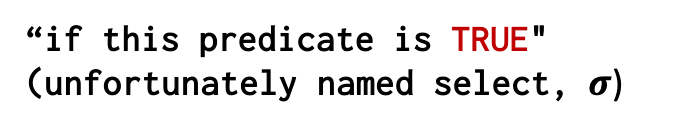 “if this predicate is TRUE"
(unfortunately named select, σ)